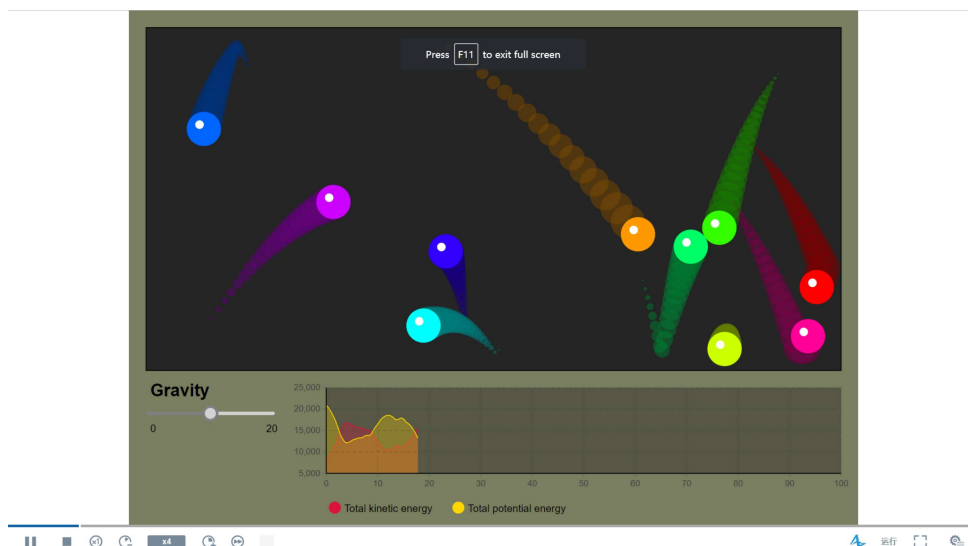 Press F11 to exit full screen
Gravity
0 20
25,000
20,000
15,000
10,000
5,000
0 10 20 30 40 50 60 70 80 90 100
Total kinetic energy Total potential energy
x1 x4 运行